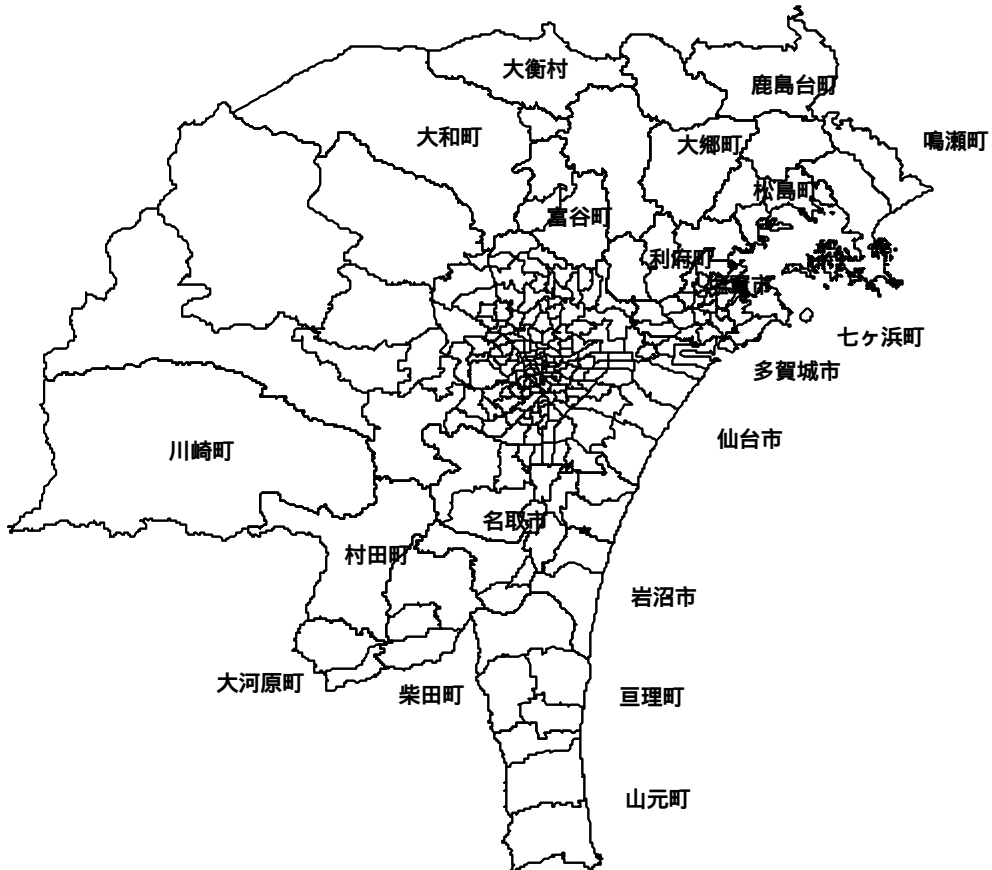 大衡村
鹿島台町
大和町
大郷町
鳴瀬町
松島町
富谷町
利府町
塩竈市
七ヶ浜町
多賀城市
仙台市
川崎町
名取市
村田町
岩沼市
大河原町
柴田町
亘理町
山元町